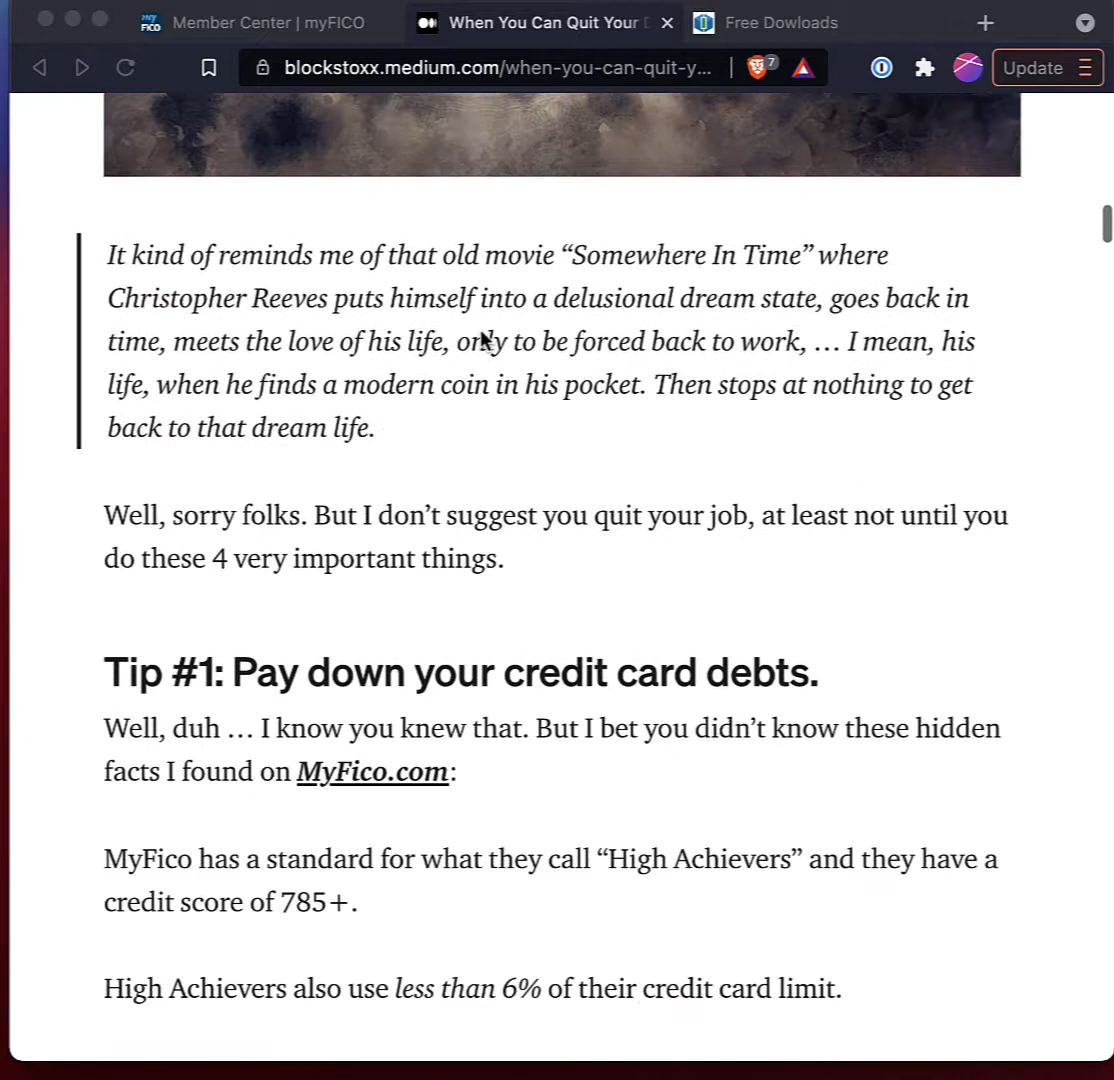 my FICO Member Center | myFICO When You Can Quit Your Free Dowloads
blockstoxx.medium.com/when-you-can-quit-y... 7 Update
It kind of reminds me of that old movie “Somewhere In Time” where
Christopher Reeves puts himself into a delusional dream state, goes back in
time, meets the love of his life, only to be forced back to work, … I mean, his
life, when he finds a modern coin in his pocket. Then stops at nothing to get
back to that dream life.
Well, sorry folks. But I don’t suggest you quit your job, at least not until you
do these 4 very important things.
Tip #1: Pay down your credit card debts.
Well, duh … I know you knew that. But I bet you didn’t know these hidden
facts I found on MyFico.com:
MyFico has a standard for what they call “High Achievers” and they have a
credit score of 785+.
High Achievers also use less than 6% of their credit card limit.